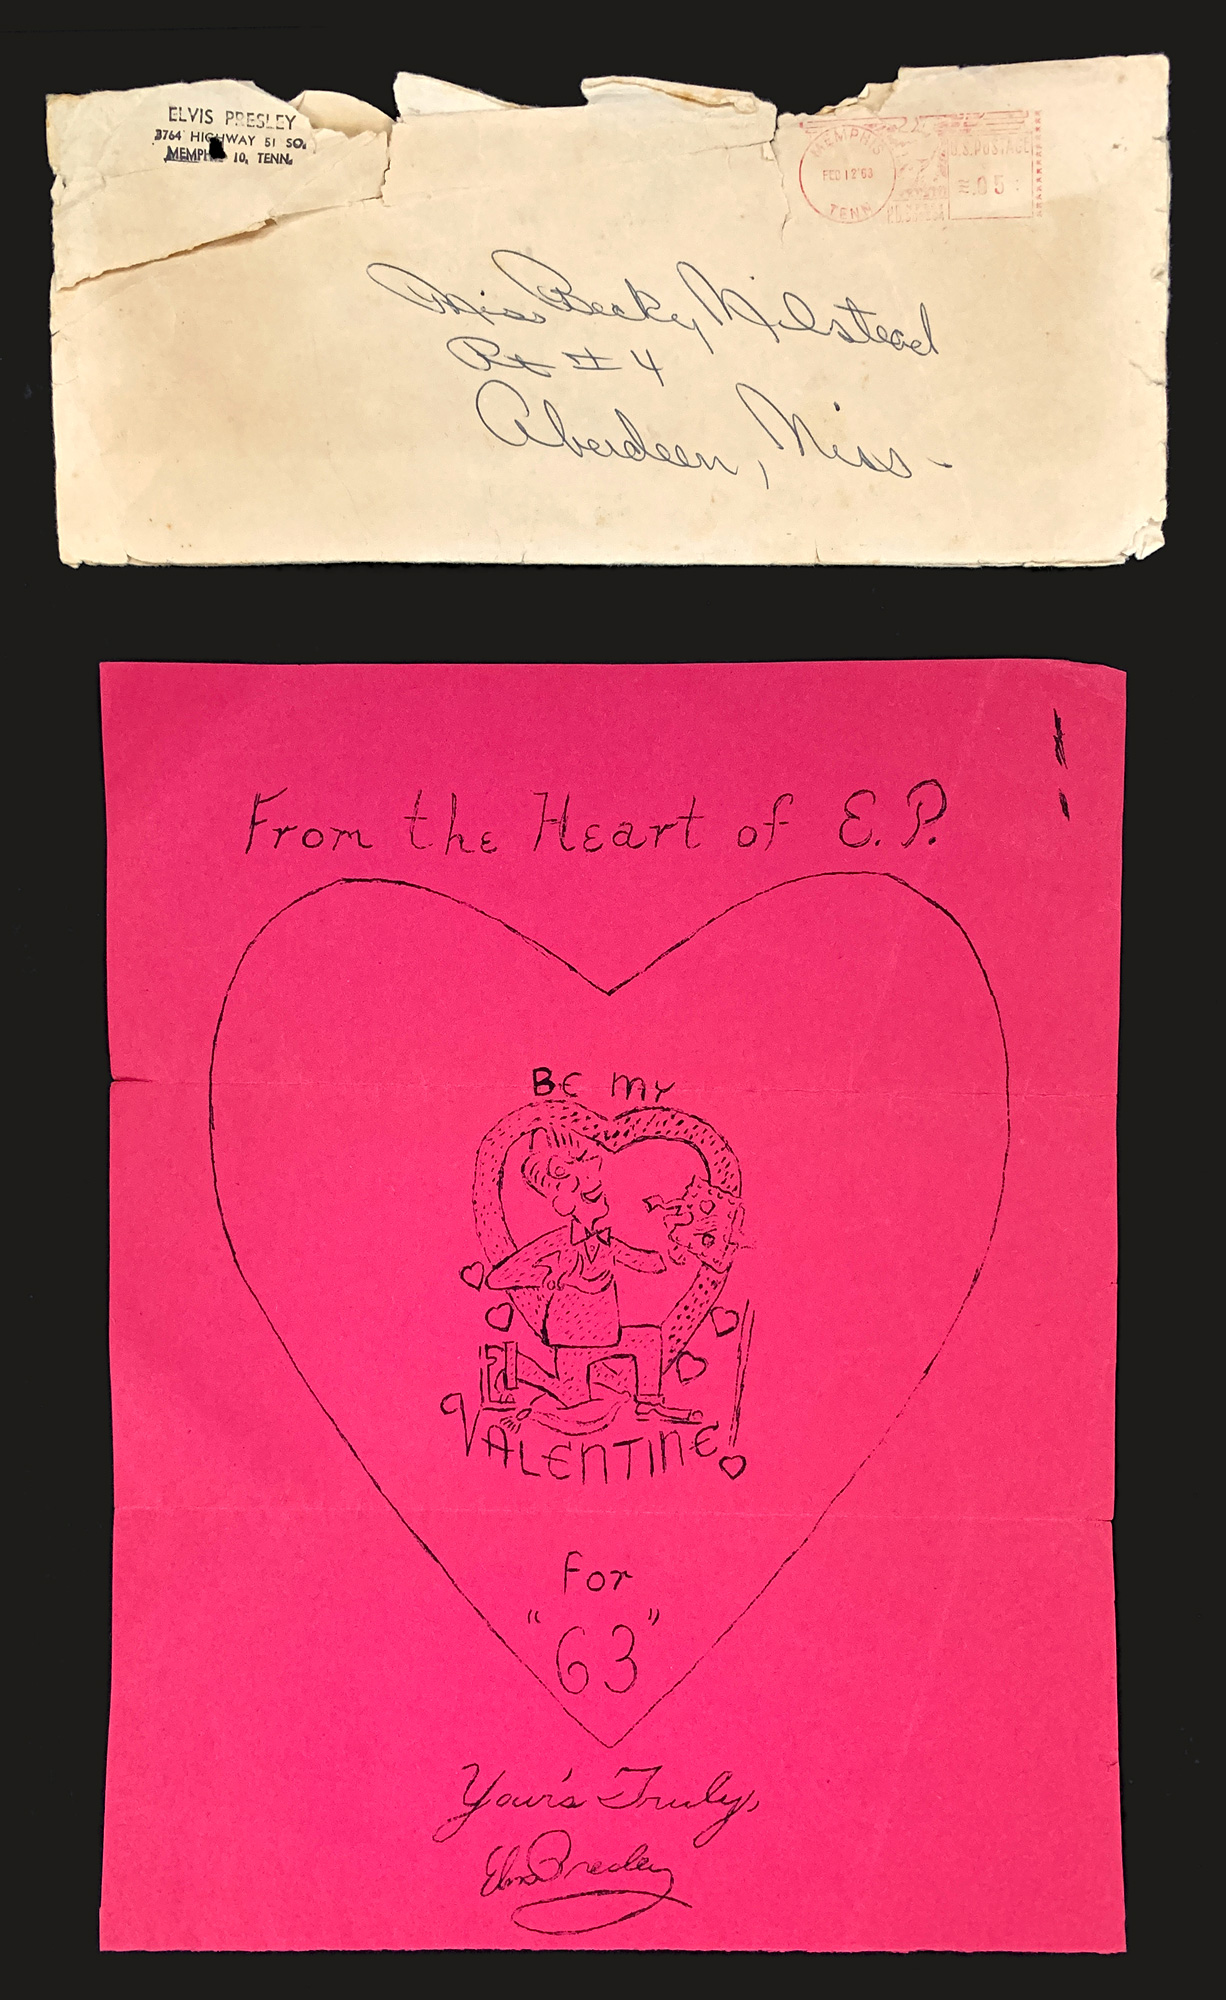 ELVIS PRESLEY
3764 HIGHWAY 51 SO.
MEMPHIS 10, TENN.
MEMPHIS
FEB 12 '63
TENN
U.S. POSTAGE
.05
Miss Becky Milstead
Rt # 4
Aberdeen, Miss-
From the Heart of E.P.
BE MY
VALENTINE
For
"63"
Your's Truly,
Elvis Presley